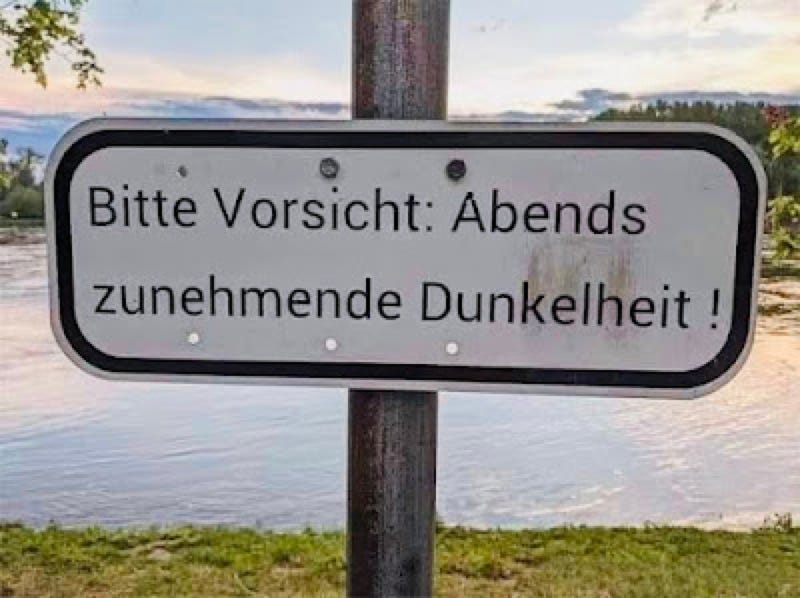 Bitte Vorsicht: Abends
zunehmende Dunkelheit !